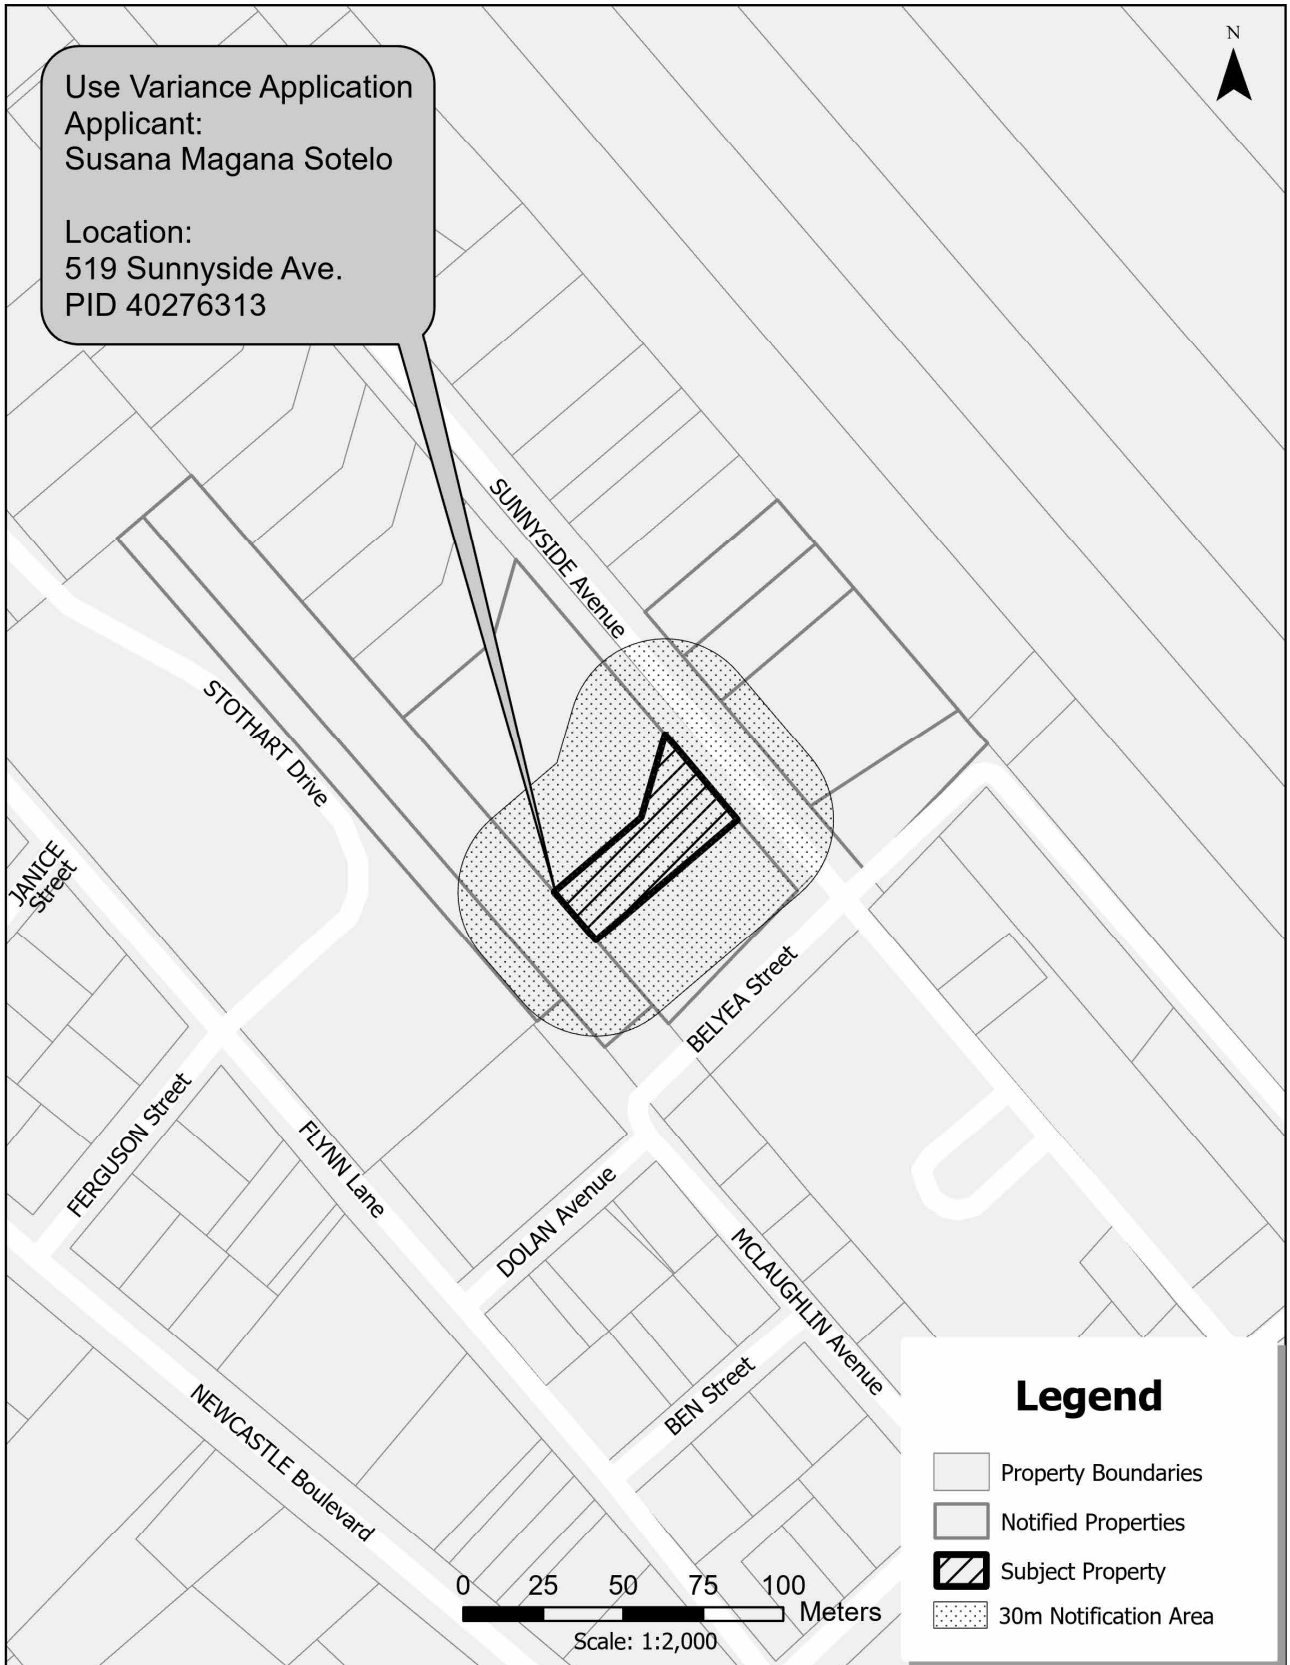 N
Use Variance Application
Applicant:
Susana Magana Sotelo
Location:
519 Sunnyside Ave.
PID 40276313
SUNNYSIDE Avenue
STOTHART Drive
JANICE
Street
BELYEA Street
FERGUSON Street
FLYNN Lane
DOLAN Avenue
MCLAUGHLIN Avenue
BEN Street
NEWCASTLE Boulevard
Legend
Property Boundaries
Notified Properties
Subject Property
30m Notification Area
0 25 50 75 100
Meters
Scale: 1:2,000